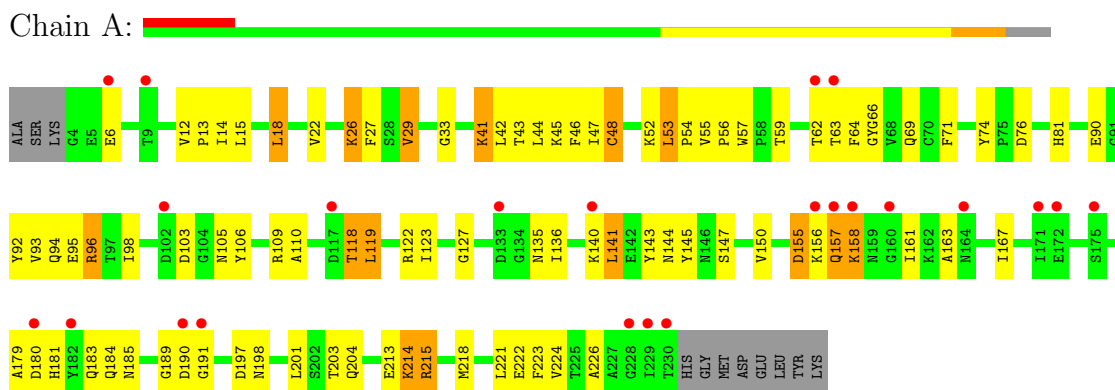 Chain A:
ALA SER LYS G4 E5 E6 T9 V12 P13 I14 L15 L18 V22 K26 F27 S28 V29 G33 K41 L42 T43 L44 K45 F46 I47 C48 K52 L53 P54 V55 P56 W57 P58 T59 T62 T63 F64 GYG66 V68 Q69 C70 F71 Y74 P75 D76 H81 E90 G91
Y92 V93 Q94 E95 R96 T97 I98 D102 D103 G104 N105 Y106 R109 A110 D117 T118 L119 R122 I123 G127 D133 G134 N135 I136 K140 L141 E142 Y143 N144 Y145 N146 S147 V150 D155 K156 Q157 K158 N159 G160 I161 K162 A163 N164 I167 I171 E172 S175
A179 D180 H181 Y182 Q183 Q184 N185 G189 D190 G191 D197 N198 L201 S202 T203 Q204 E213 K214 R215 M218 L221 E222 F223 V224 T225 A226 A227 G228 I229 T230 HIS GLY MET ASP GLU LEU TYR LYS